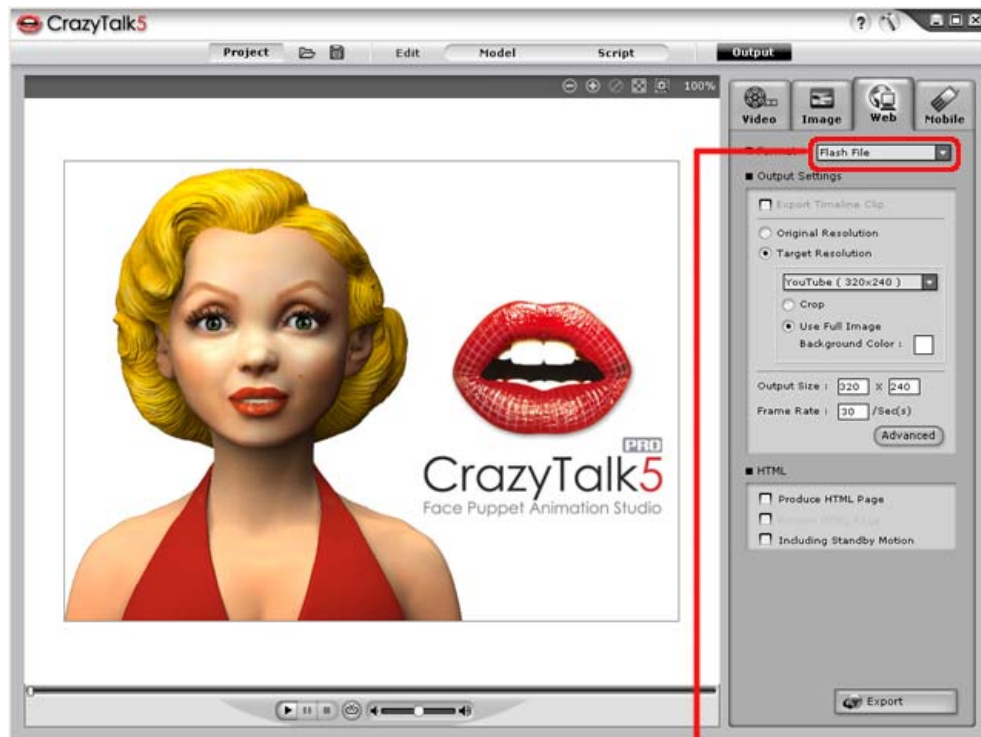 CrazyTalk5
?
Project Edit Model Script Output
100%
Video Image Web Mobile
Format : Flash File
Output Settings
Export Timeline Clip
Original Resolution
Target Resolution
YouTube ( 320x240 )
Crop
Use Full Image
Background Color :
Output Size : 320 X 240
Frame Rate : 30 /Sec(s)
Advanced
PRO
CrazyTalk5
Face Puppet Animation Studio
HTML
Produce HTML Page
Including Standby Motion
Export